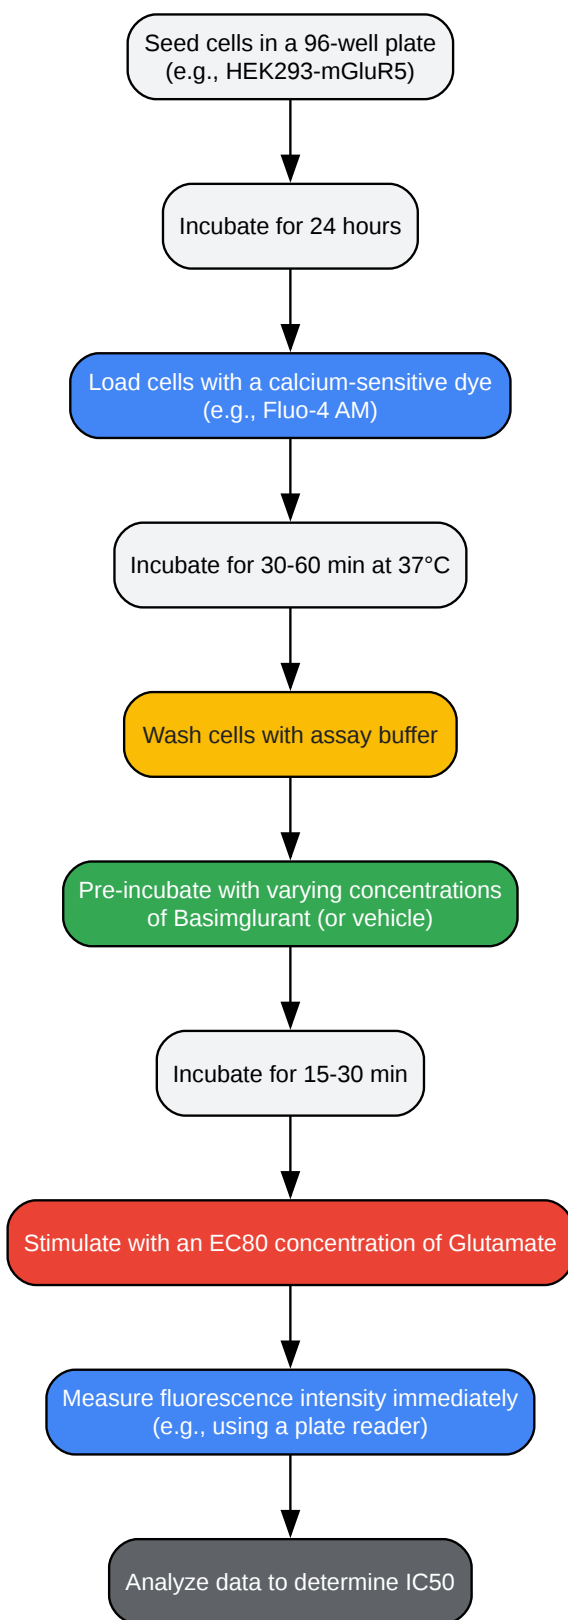 Seed cells in a 96-well plate
(e.g., HEK293-mGluR5)
Incubate for 24 hours
Load cells with a calcium-sensitive dye
(e.g., Fluo-4 AM)
Incubate for 30-60 min at 37°C
Wash cells with assay buffer
Pre-incubate with varying concentrations
of Basimglurant (or vehicle)
Incubate for 15-30 min
Stimulate with an EC80 concentration of Glutamate
Measure fluorescence intensity immediately
(e.g., using a plate reader)
Analyze data to determine IC50